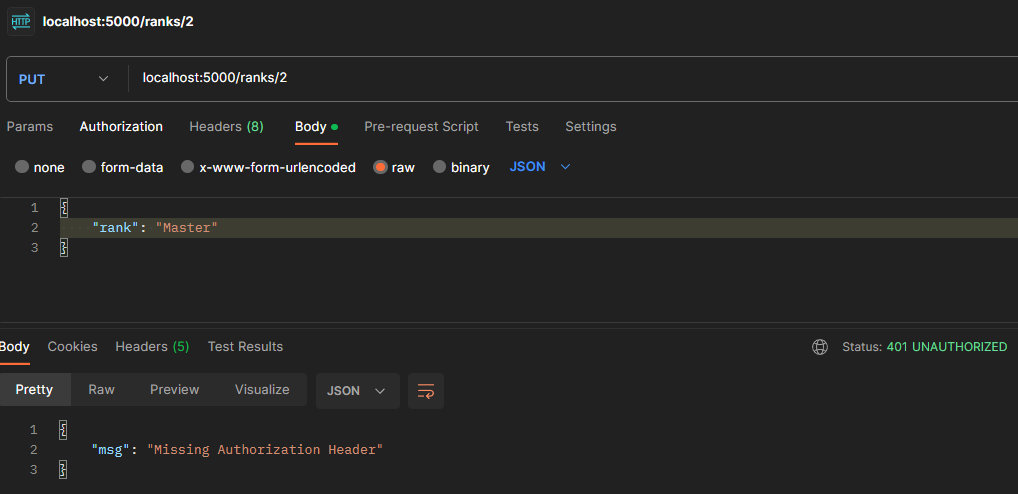 HTTP localhost:5000/ranks/2
PUT localhost:5000/ranks/2
Params Authorization Headers (8) Body Pre-request Script Tests Settings
none form-data x-www-form-urlencoded raw binary JSON
1 {
2 "rank": "Master"
3 }
Body Cookies Headers (5) Test Results Status: 401 UNAUTHORIZED
Pretty Raw Preview Visualize JSON
1 {
2 "msg": "Missing Authorization Header"
3 }